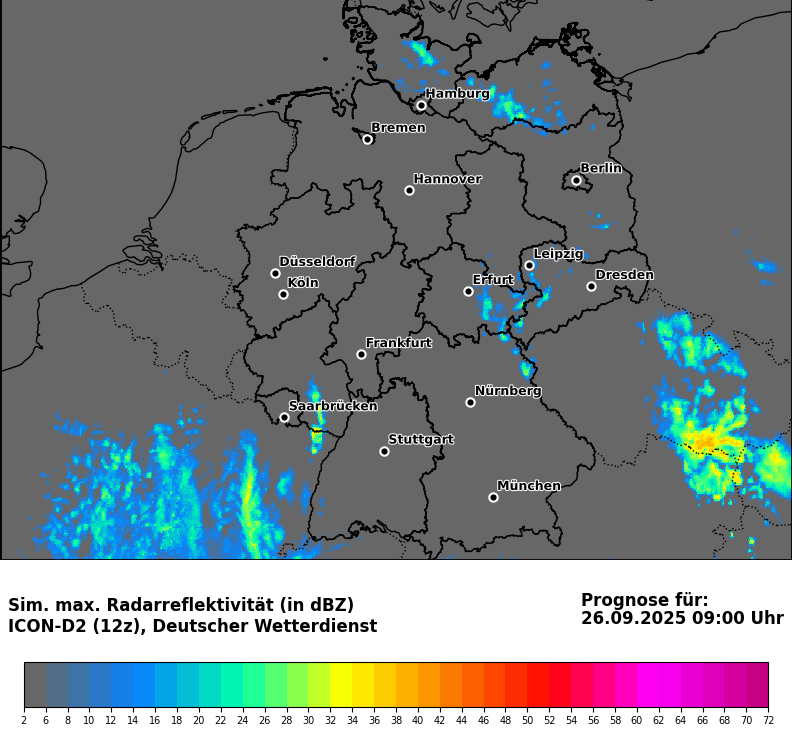 Hamburg
Bremen
Berlin
Hannover
Leipzig
Düsseldorf
Dresden
Erfurt
Köln
Frankfurt
Nürnberg
Saarbrücken
Stuttgart
München
Sim. max. Radarreflektivität (in dBZ)
ICON-D2 (12z), Deutscher Wetterdienst
Prognose für:
26.09.2025 09:00 Uhr
2 6 8 10 12 14 16 18 20 22 24 26 28 30 32 34 36 38 40 42 44 46 48 50 52 54 56 58 60 62 64 66 68 70 72